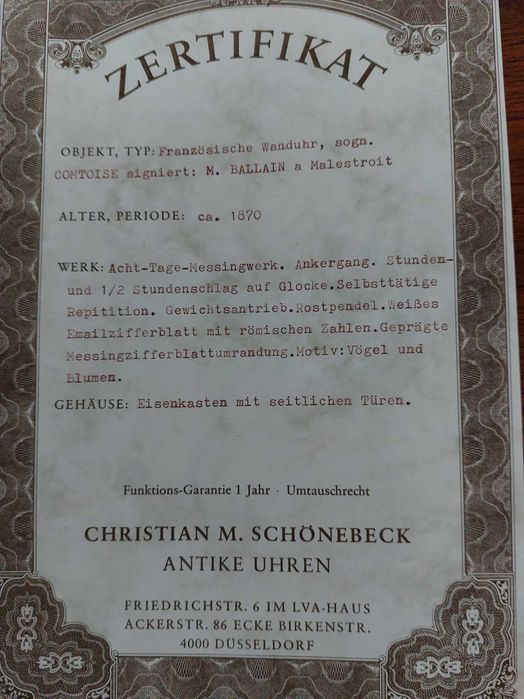 ZERTIFIKAT
OBJEKT, TYP: Französische Wanduhr, sogn.
COMTOISE signiert: M. BALLAIN a Malestroit
ALTER, PERIODE: ca. 1870
WERK: Acht-Tage-Messingwerk. Ankergang. Stunden-
und 1/2 Stundenschlag auf Glocke.Selbsttätige
Repitition. Gewichtsantrieb.Rostpendel.Weißes
Emailzifferblatt mit römischen Zahlen.Geprägte
Messingzifferblattumrandung.Motiv:Vögel und
Blumen.
GEHÄUSE: Eisenkasten mit seitlichen Türen.
Funktions-Garantie 1 Jahr · Umtauschrecht
CHRISTIAN M. SCHÖNEBECK
ANTIKE UHREN
FRIEDRICHSTR. 6 IM LVA-HAUS
ACKERSTR. 86 ECKE BIRKENSTR.
4000 DÜSSELDORF